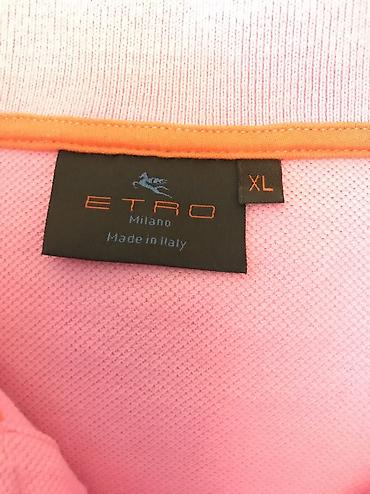 ETRO
XL
Milano
Made in Italy